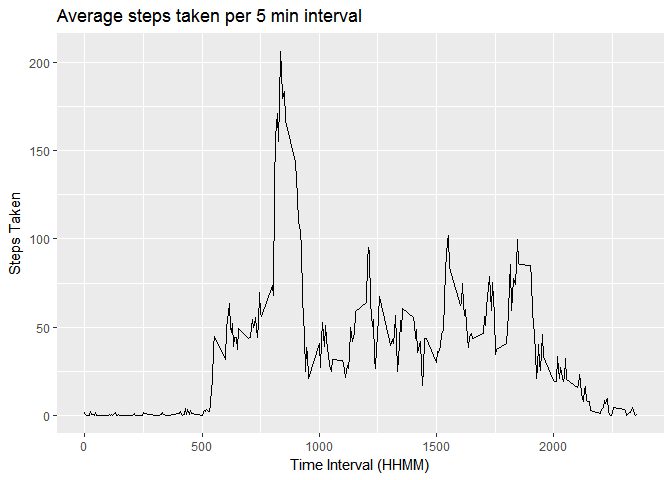 Average steps taken per 5 min interval
200
150
100
50
0
Steps Taken
0 500 1000 1500 2000
Time Interval (HHMM)